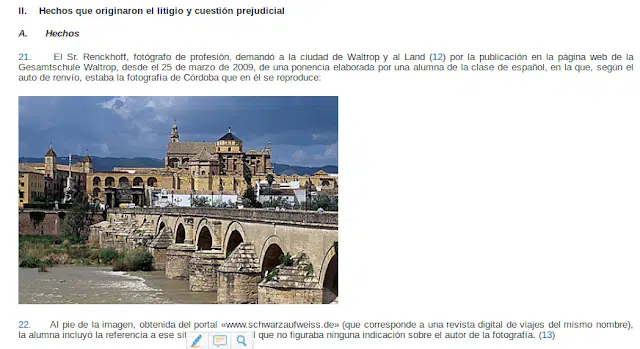 II. Hechos que originaron el litigio y cuestión prejudicial
A. Hechos
21. El Sr. Renckhoff, fotógrafo de profesión, demandó a la ciudad de Waltrop y al Land (12) por la publicación en la página web de la
Gesamtschule Waltrop, desde el 25 de marzo de 2009, de una ponencia elaborada por una alumna de la clase de español, en la que, según el
auto de renvío, estaba la fotografía de Córdoba que en él se reproduce:
22. Al pie de la imagen, obtenida del portal «www.schwarzaufweiss.de» (que corresponde a una revista digital de viajes del mismo nombre),
la alumna incluyó la referencia a ese l que no figuraba ninguna indicación sobre el autor de la fotografía. (13)